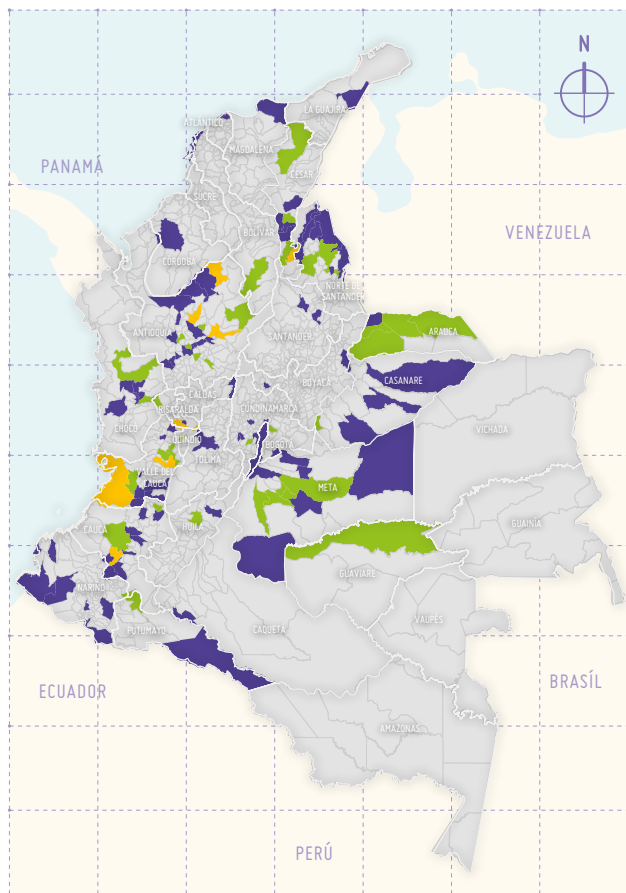 N
LA GUAJIRA
ATLÁNTICO
MAGDALENA
PANAMÁ
CESAR
SUCRE
BOLÍVAR
VENEZUELA
CÓRDOBA
NORTE DE
SANTANDER
ANTIOQUIA
SANTANDER
ARAUCA
CASANARE
BOYACÁ
CALDAS
CUNDINAMARCA
RISARALDA
CHOCÓ
VICHADA
QUINDÍO
BOGOTÁ
TOLIMA
VALLE DEL
CAUCA
META
GUAINÍA
CAUCA
HUILA
GUAVIARE
NARIÑO
VAUPÉS
PUTUMAYO
CAQUETÁ
ECUADOR
BRASÍL
AMAZONAS
PERÚ